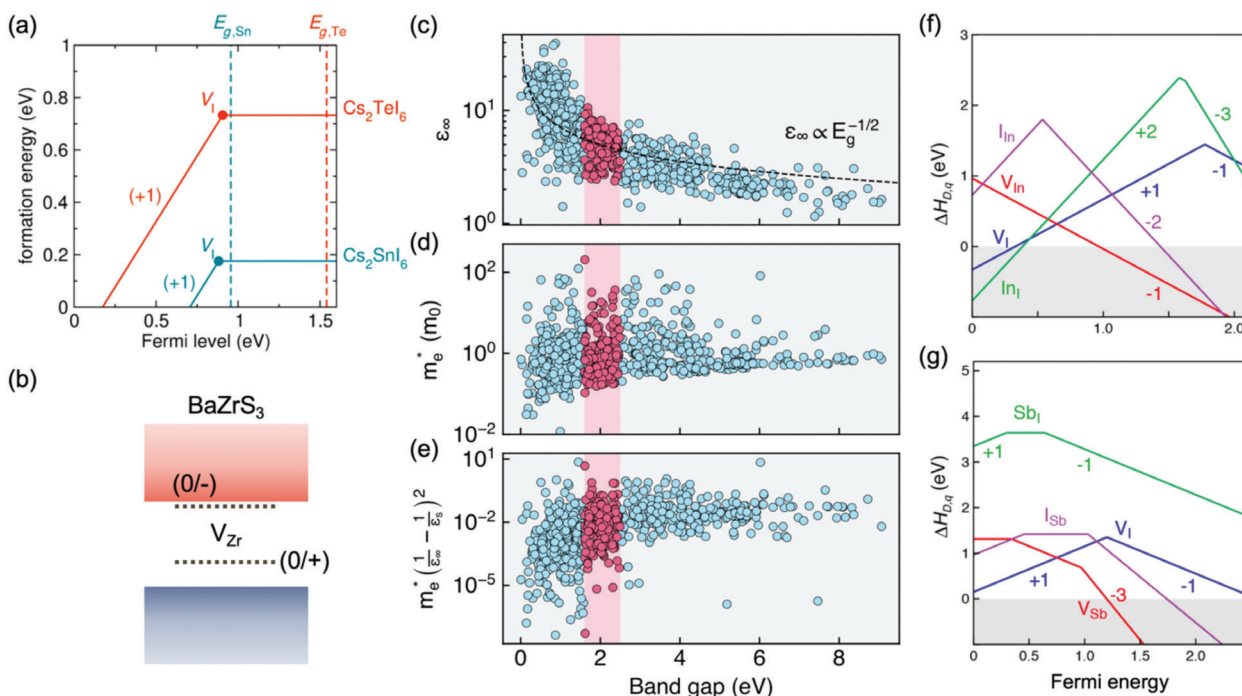 (a)
E_g,Sn
E_g,Te
1
0.8
0.6
0.4
0.2
0
formation energy (eV)
V_I
Cs₂TeI₆
(+1)
V_I
Cs₂SnI₆
(+1)
0
0.5
1
1.5
Fermi level (eV)
(b)
BaZrS₃
(0/-)
V_Zr
(0/+)
(c)
ε∞
10¹
10⁰
ε∞ ∝ E_g^-1/2
(d)
m*_e (m₀)
10²
10⁰
10⁻²
(e)
m*_e (1/ε∞ − 1/ε_s)²
10¹
10⁻²
10⁻⁵
0
2
4
6
8
Band gap (eV)
(f)
ΔH_D,q (eV)
3
2
1
0
I_In
V_In
V_I
In_I
+2
+1
-3
-1
-2
-1
0
1.0
2.0
(g)
ΔH_D,q (eV)
5
4
3
2
1
0
Sb_I
+1
-1
I_Sb
V_I
+1
-1
-3
V_Sb
0
0.5
1.0
1.5
2.0
Fermi energy